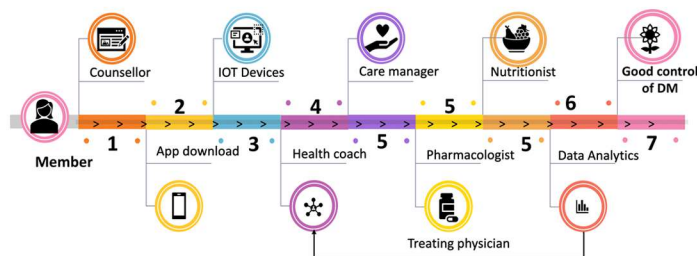 Counsellor
IOT Devices
Care manager
Nutritionist
Good control
of DM
2
4
5
6
> > > > > > > > > > > > > > > > > > > > > > > > > > >
Member
1
3
5
5
7
App download
Health coach
Pharmacologist
Data Analytics
Treating physician